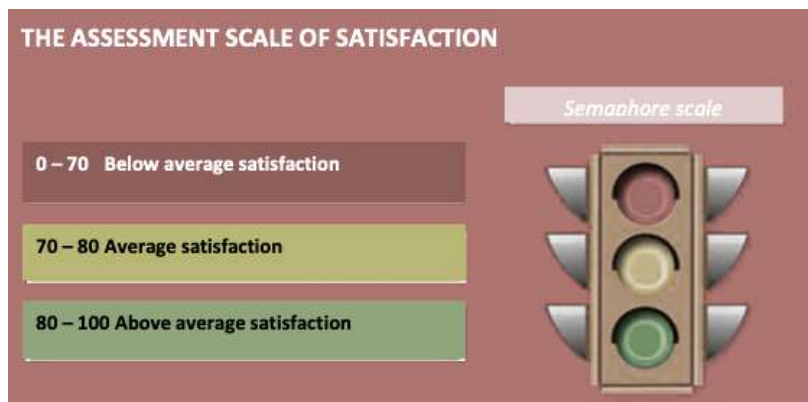 THE ASSESSMENT SCALE OF SATISFACTION
Semaphore scale
0 – 70 Below average satisfaction
70 – 80 Average satisfaction
80 – 100 Above average satisfaction